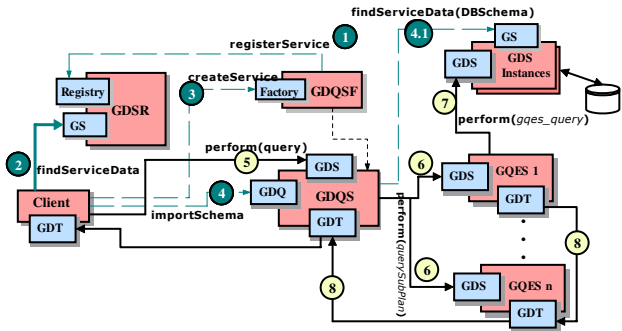 findServiceData(DBSchema)
1
4.1
GS
registerService
GDS
GDS
Instances
createService
Registry
GDSR
3
Factory
GDQSF
7
GS
perform(gqes_query)
2
findServiceData
perform(query)
5
6
GDS
GQES 1
GDS
GDQ
4
GDQS
Client
importSchema
GDT
GDT
GDT
perform(querySubPlan)
8
6
8
GDS
GQES n
GDT